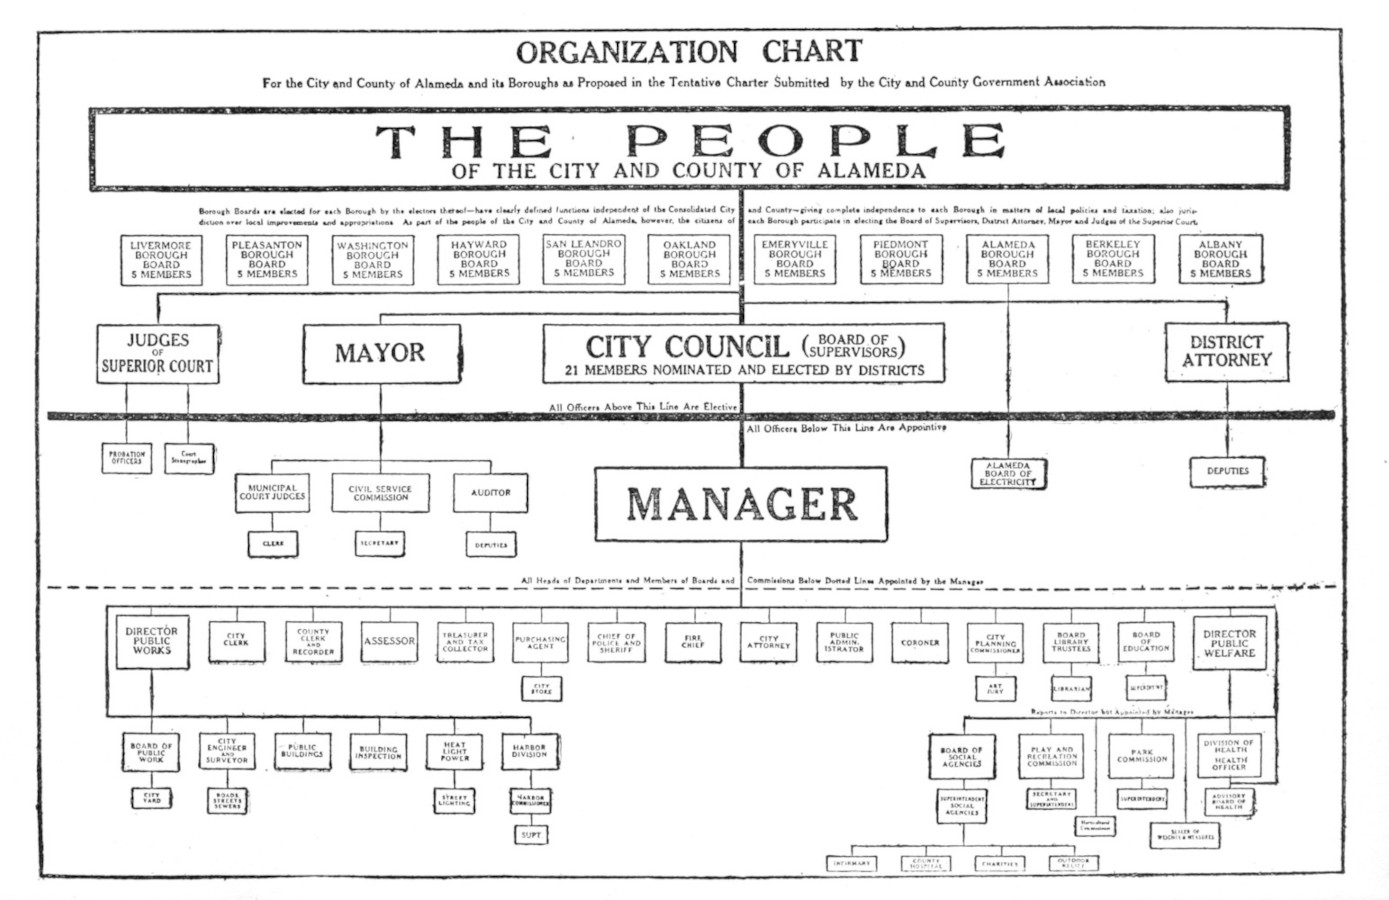 ORGANIZATION CHART
For the City and County of Alameda and its Boroughs as Proposed in the Tentative Charter Submitted by the City and County Government Association
THE PEOPLE
OF THE CITY AND COUNTY OF ALAMEDA
Borough Boards are elected for each Borough by the electors thereof—have clearly defined functions independent of the Consolidated City and County—giving complete independence to each Borough in matters of local policies and taxation; also juris-
diction over local improvements and appropriations. As part of the people of the City and County of Alameda, however, the citizens of each Borough participate in electing the Board of Supervisors, District Attorney, Mayor and Judges of the Superior Court.
LIVERMORE
BOROUGH
BOARD
5 MEMBERS
PLEASANTON
BOROUGH
BOARD
5 MEMBERS
WASHINGTON
BOROUGH
BOARD
5 MEMBERS
HAYWARD
BOROUGH
BOARD
5 MEMBERS
SAN LEANDRO
BOROUGH
BOARD
5 MEMBERS
OAKLAND
BOROUGH
BOARD
5 MEMBERS
EMERYVILLE
BOROUGH
BOARD
5 MEMBERS
PIEDMONT
BOROUGH
BOARD
5 MEMBERS
ALAMEDA
BOROUGH
BOARD
5 MEMBERS
BERKELEY
BOROUGH
BOARD
5 MEMBERS
ALBANY
BOROUGH
BOARD
5 MEMBERS
JUDGES
OF
SUPERIOR COURT
MAYOR
CITY COUNCIL (BOARD OF
SUPERVISORS)
21 MEMBERS NOMINATED AND ELECTED BY DISTRICTS
DISTRICT
ATTORNEY
All Officers Above This Line Are Elective
All Officers Below This Line Are Appointive
PROBATION
OFFICERS
Court
Stenographer
MUNICIPAL
COURT JUDGES
CIVIL SERVICE
COMMISSION
AUDITOR
MANAGER
ALAMEDA
BOARD OF
ELECTRICITY
DEPUTIES
CLERK
SECRETARY
DEPUTIES
All Heads of Departments and Members of Boards and Commissions Below Dotted Lines Appointed by the Manager
DIRECTOR
PUBLIC
WORKS
CITY
CLERK
COUNTY
CLERK
AND
RECORDER
ASSESSOR
TREASURER
AND TAX
COLLECTOR
PURCHASING
AGENT
CHIEF OF
POLICE AND
SHERIFF
FIRE
CHIEF
CITY
ATTORNEY
PUBLIC
ADMIN-
ISTRATOR
CORONER
CITY
PLANNING
COMMISSIONER
BOARD
LIBRARY
TRUSTEES
BOARD
OF
EDUCATION
DIRECTOR
PUBLIC
WELFARE
CITY
STORE
ART
JURY
LIBRARIAN
Reports to Director but Appointed by Manager
BOARD OF
PUBLIC
WORK
CITY
ENGINEER
AND
SURVEYOR
PUBLIC
BUILDINGS
BUILDING
INSPECTION
HEAT
LIGHT
POWER
HARBOR
DIVISION
BOARD OF
SOCIAL
AGENCIES
PLAY AND
RECREATION
COMMISSION
PARK
COMMISSION
DIVISION OF
HEALTH
HEALTH
OFFICER
CITY
YARD
ROADS
STREETS
SEWERS
STREET
LIGHTING
HARBOR
COMMISSIONER
SUPERINTENDENT
SOCIAL
AGENCIES
SECRETARY
AND
SUPERINTENDENT
SUPERINTENDENT
ADVISORY
BOARD OF
HEALTH
SUPT
Horticultural
Commissioner
SEALER OF
WEIGHTS & MEASURES
INFIRMARY
COUNTY
HOSPITAL
CHARITIES
OUTDOOR
RELIEF